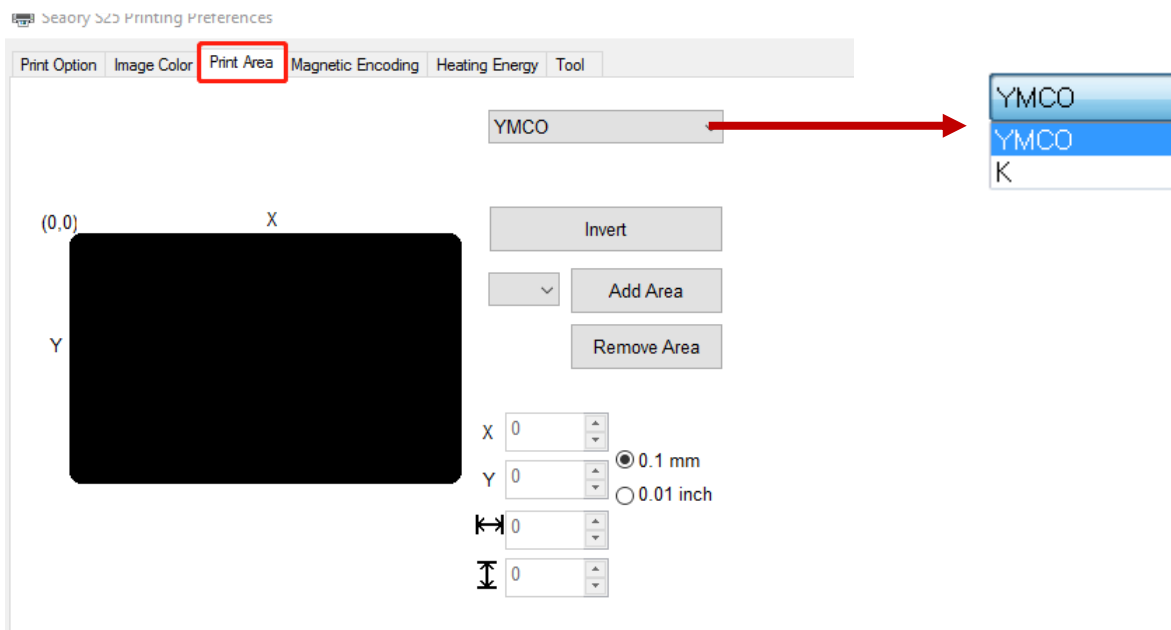 Seaory S25 Printing Preferences
Print Option Image Color Print Area Magnetic Encoding Heating Energy Tool
YMCO
YMCO
YMCO
K
(0,0)
X
Invert
Add Area
Y
Remove Area
X 0
0.1 mm
Y 0
0.01 inch
0
0